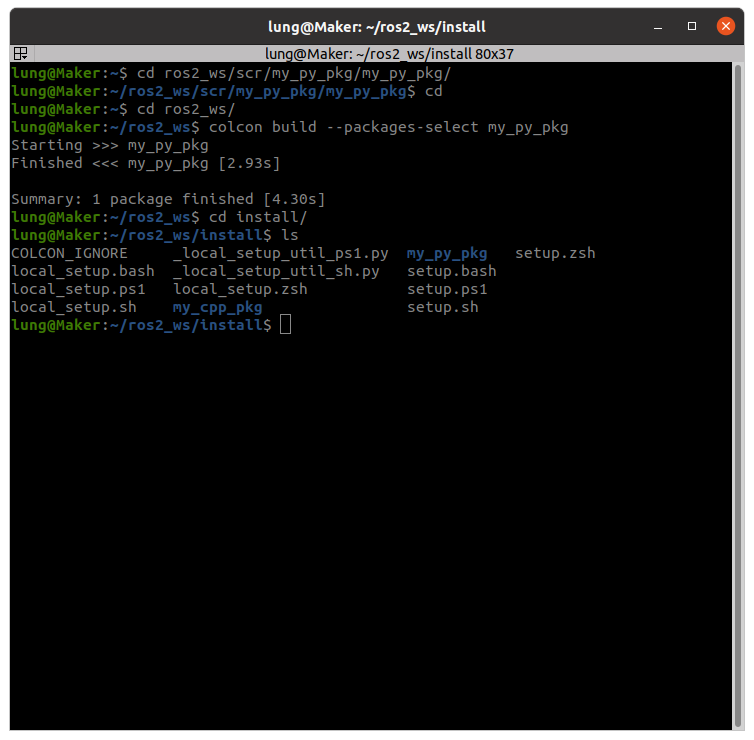 lung@Maker: ~/ros2_ws/install
lung@Maker: ~/ros2_ws/install 80x37
lung@Maker:~$ cd ros2_ws/scr/my_py_pkg/my_py_pkg/
lung@Maker:~/ros2_ws/scr/my_py_pkg/my_py_pkg$ cd
lung@Maker:~$ cd ros2_ws/
lung@Maker:~/ros2_ws$ colcon build --packages-select my_py_pkg
Starting >>> my_py_pkg
Finished <<< my_py_pkg [2.93s]
Summary: 1 package finished [4.30s]
lung@Maker:~/ros2_ws$ cd install/
lung@Maker:~/ros2_ws/install$ ls
COLCON_IGNORE     _local_setup_util_ps1.py  my_py_pkg   setup.zsh
local_setup.bash  _local_setup_util_sh.py   setup.bash
local_setup.ps1   local_setup.zsh           setup.ps1
local_setup.sh    my_cpp_pkg                setup.sh
lung@Maker:~/ros2_ws/install$